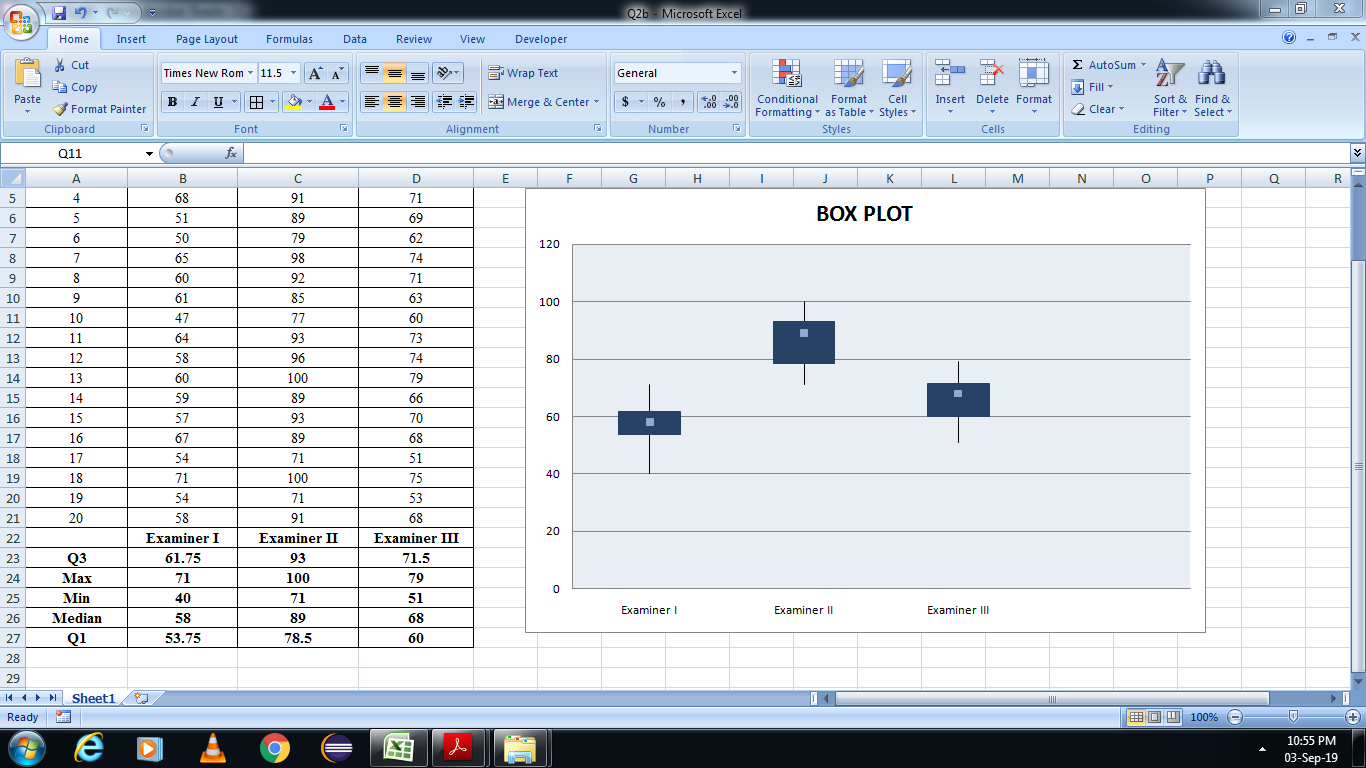 Q2b - Microsoft Excel
Home Insert Page Layout Formulas Data Review View Developer
Paste Cut Copy Format Painter Clipboard
Times New Rom 11.5 A A B I U A Font
Wrap Text Merge & Center Alignment
General $ % , .0 .00 .00 .0 Number
Conditional Formatting Format as Table Cell Styles Styles
Insert Delete Format Cells
Σ AutoSum Fill Clear Sort & Filter Find & Select Editing
Q11 fx
A B C D E F G H I J K L M N O P Q R
5 4 68 91 71
6 5 51 89 69
7 6 50 79 62
8 7 65 98 74
9 8 60 92 71
10 9 61 85 63
11 10 47 77 60
12 11 64 93 73
13 12 58 96 74
14 13 60 100 79
15 14 59 89 66
16 15 57 93 70
17 16 67 89 68
18 17 54 71 51
19 18 71 100 75
20 19 54 71 53
21 20 58 91 68
22 Examiner I Examiner II Examiner III
23 Q3 61.75 93 71.5
24 Max 71 100 79
25 Min 40 71 51
26 Median 58 89 68
27 Q1 53.75 78.5 60
28
29
BOX PLOT
120
100
80
60
40
20
0
Examiner I Examiner II Examiner III
Sheet1
Ready 100%
10:55 PM
03-Sep-19